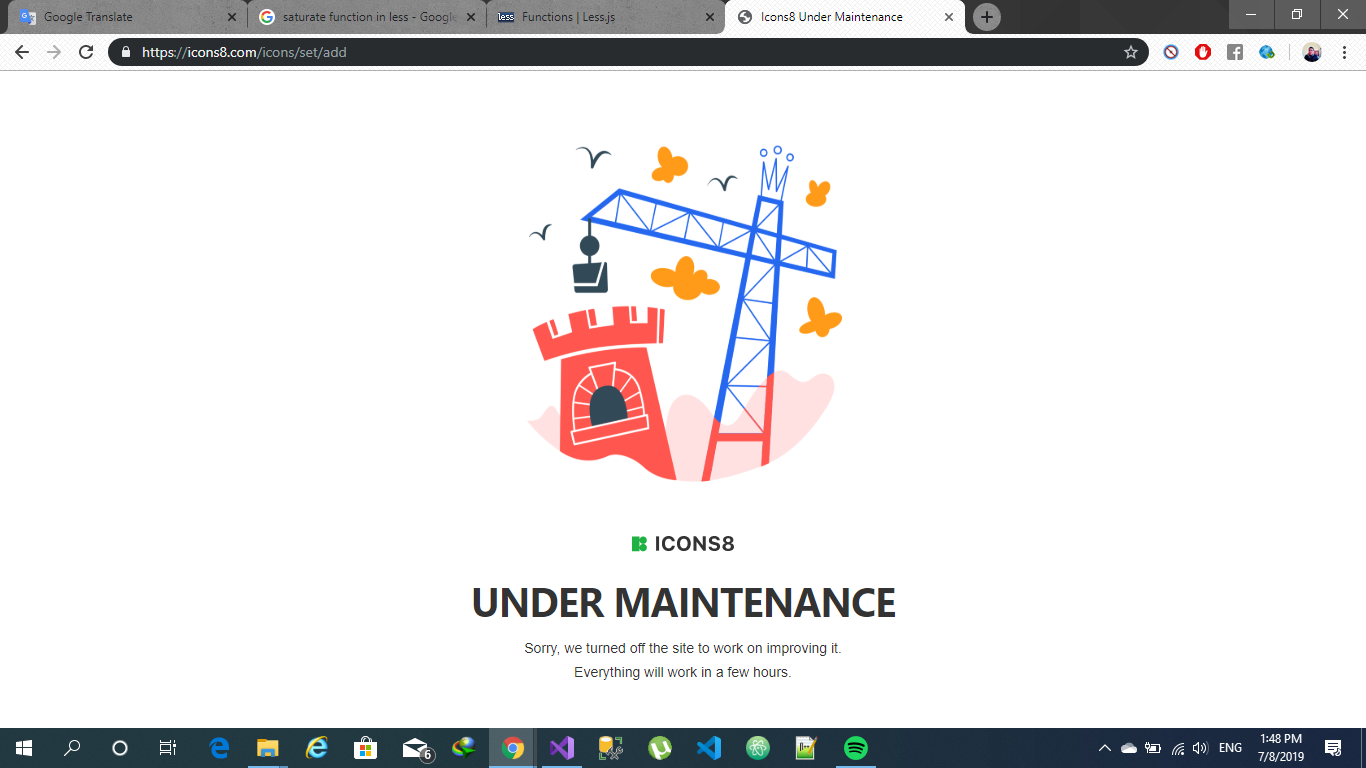 Google Translate
saturate function in less - Google
less
Functions | Less.js
Icons8 Under Maintenance
https://icons8.com/icons/set/add
ICONS8
UNDER MAINTENANCE
Sorry, we turned off the site to work on improving it.
Everything will work in a few hours.
6
ENG
1:48 PM
7/8/2019